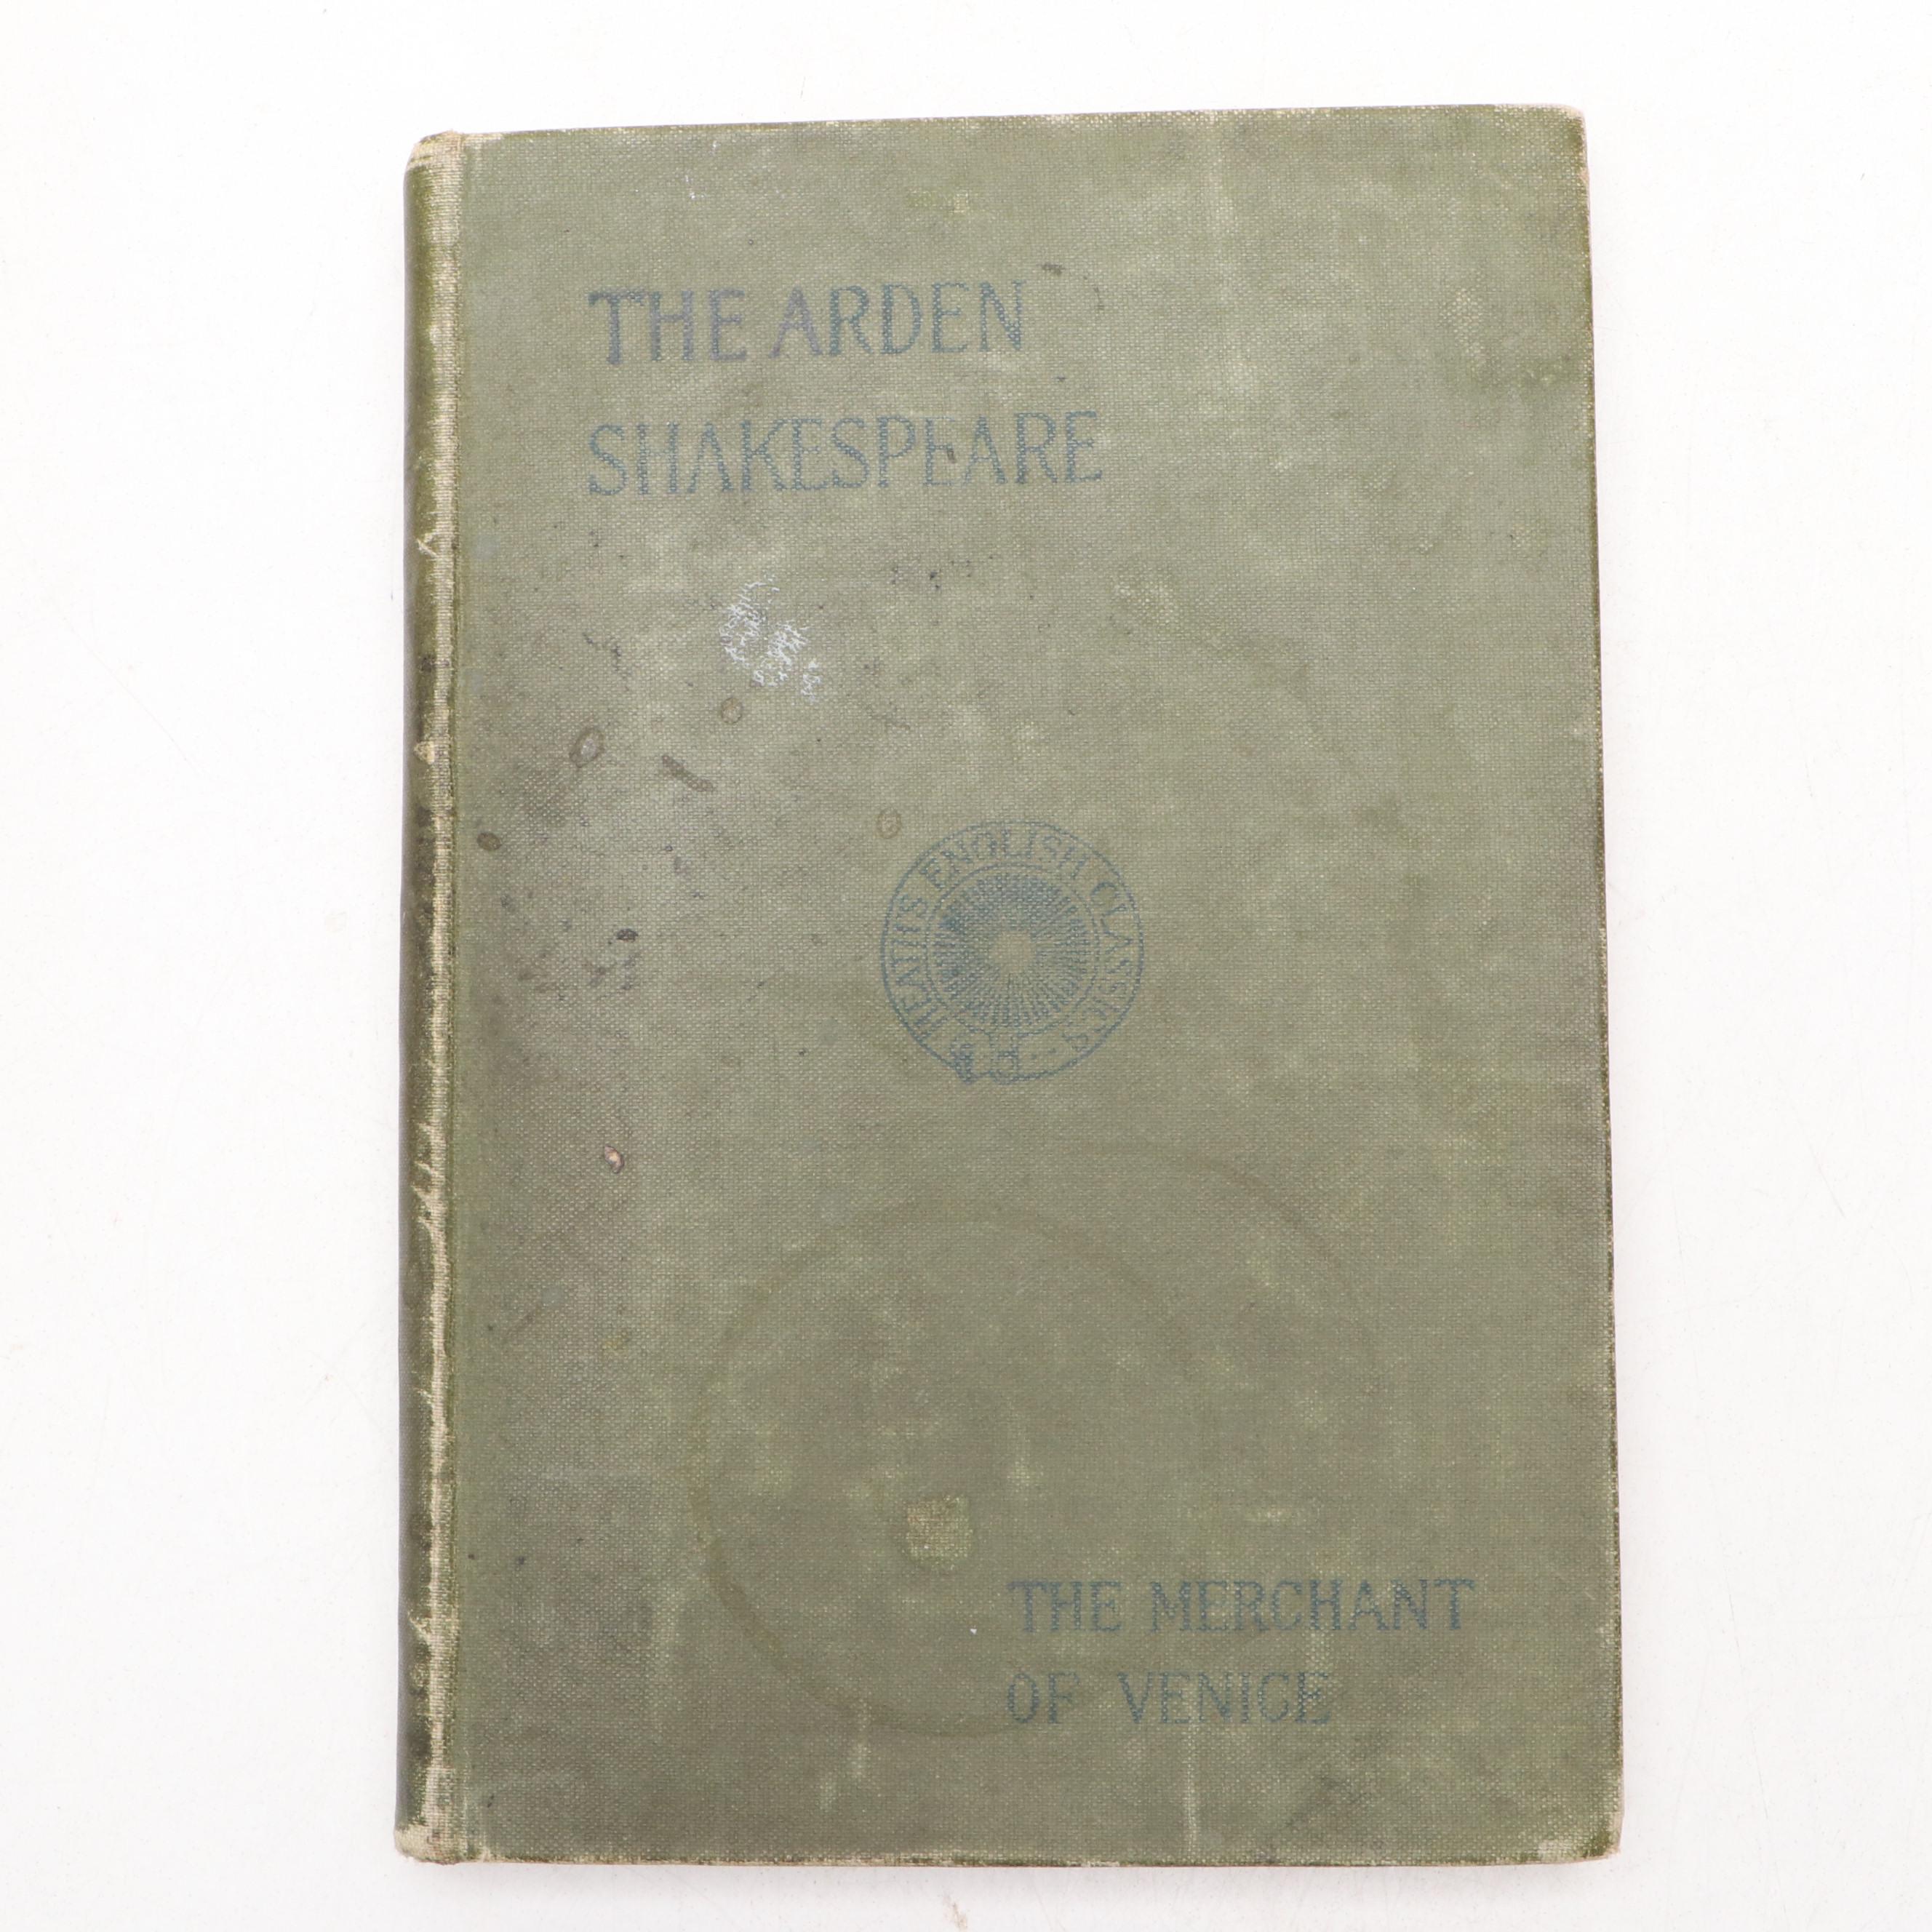 THE ARDEN
SHAKESPEARE
HEATH'S ENGLISH CLASSICS
THE MERCHANT
OF VENICE